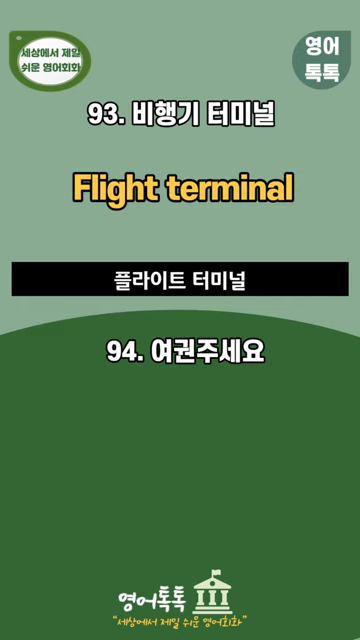 세상에서 제일
쉬운 영어회화
영어
톡톡
93. 비행기 터미널
Flight terminal
플라이트 터미널
94. 여권주세요
영어톡톡
"세상에서 제일 쉬운 영어회화"